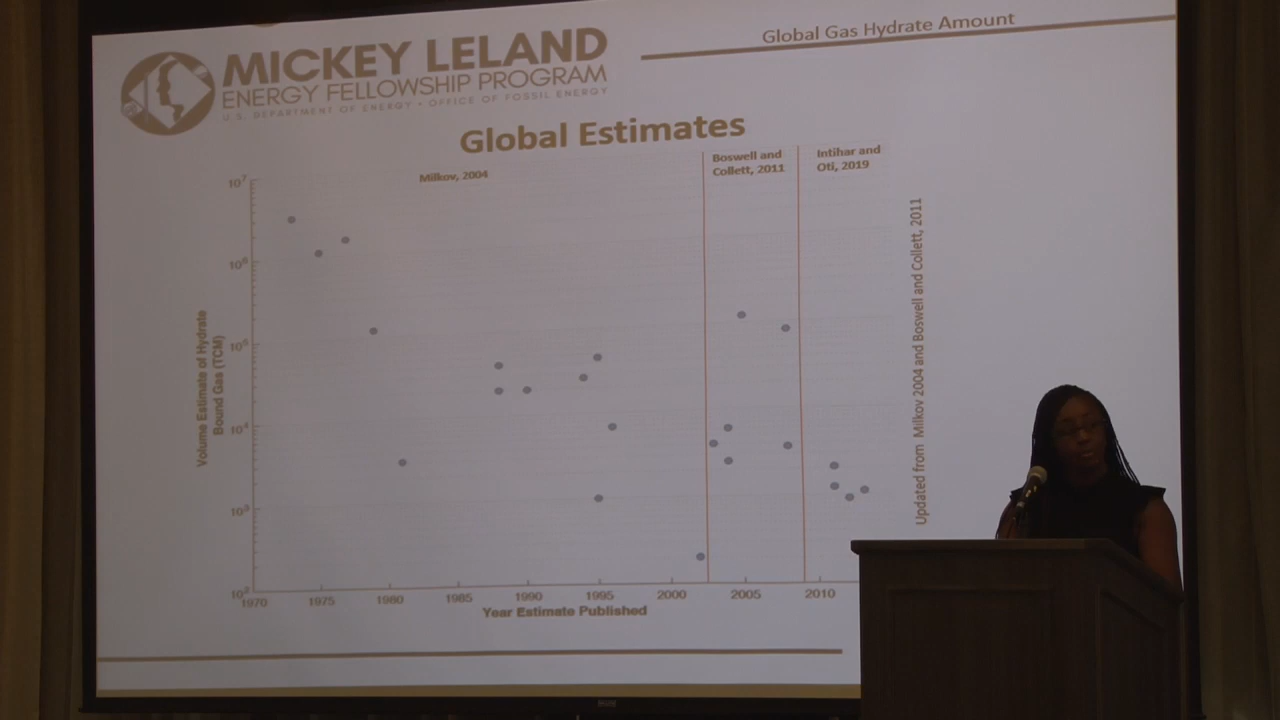 Global Gas Hydrate Amount
MICKEY LELAND
ENERGY FELLOWSHIP PROGRAM
U.S. DEPARTMENT OF ENERGY • OFFICE OF FOSSIL ENERGY
Global Estimates
Milkov, 2004
Boswell and
Collett, 2011
Intihar and
Oti, 2019
Volume Estimate of Hydrate
Bound Gas (TCM)
10⁷
10⁶
10⁵
10⁴
10³
10²
1970 1975 1980 1985 1990 1995 2000 2005 2010
Year Estimate Published
Updated from Milkov 2004 and Boswell and Collett, 2011